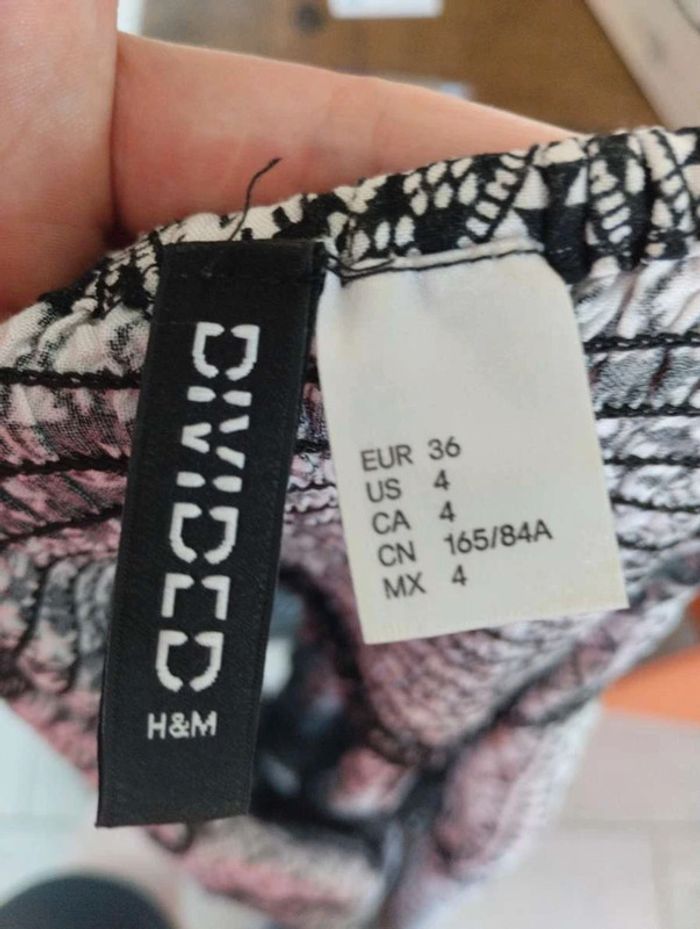 DIVIDED
H&M
EUR 36
US 4
CA 4
CN 165/84A
MX 4